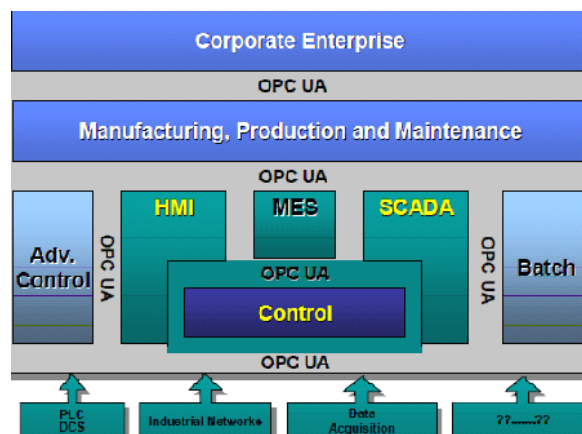 Corporate Enterprise
OPC UA
Manufacturing, Production and Maintenance
OPC UA
HMI
MES
SCADA
Adv.
Control
OPC UA
OPC UA
Control
OPC UA
Batch
OPC UA
PLC
DCS
Industrial Networks
Data
Acquisition
??.......??